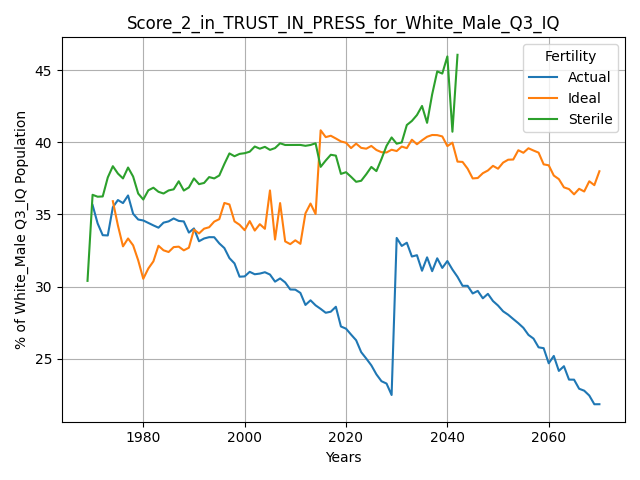 Score_2_in_TRUST_IN_PRESS_for_White_Male_Q3_IQ
% of White_Male Q3_IQ Population
45
40
35
30
25
Fertility
Actual
Ideal
Sterile
1980
2000
2020
2040
2060
Years